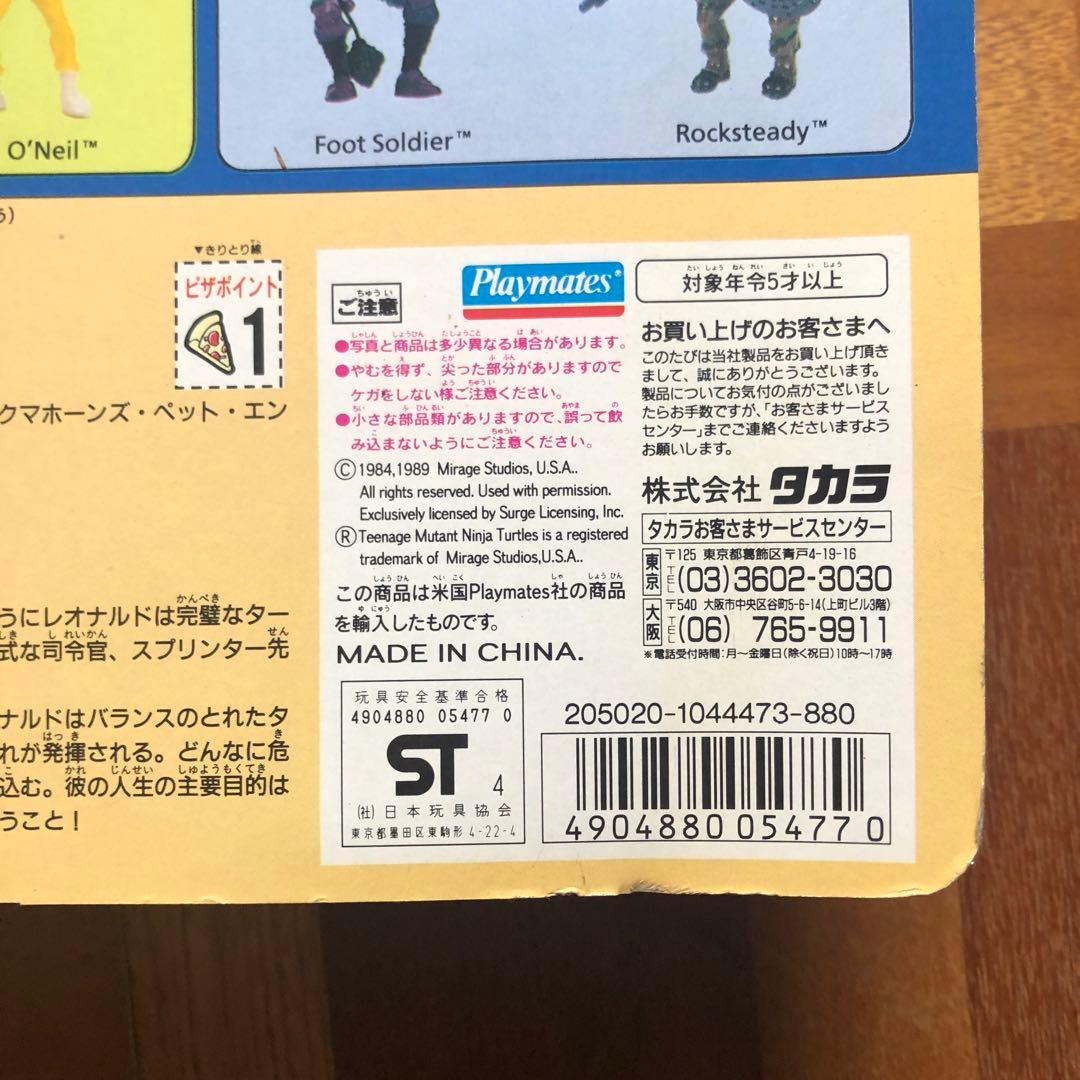 O'Neil™
Foot Soldier™
Rocksteady™
う)
▼きりとり線
ピザポイント
1
クマホーンズ・ペット・エン
うにレオナルドは完璧なター
式な司令官、スプリンター先
ナルドはバランスのとれたタ
れが発揮される。どんなに危
込む。彼の人生の主要目的は
うこと!
ご注意
Playmates®
●写真と商品は多少異なる場合があります。
●やむを得ず、尖った部分がありますので
ケガをしない様ご注意ください。
●小さな部品類がありますので、誤って飲
み込まないようにご注意ください。
©1984,1989 Mirage Studios, U.S.A..
All rights reserved. Used with permission.
Exclusively licensed by Surge Licensing, Inc.
®Teenage Mutant Ninja Turtles is a registered
trademark of Mirage Studios,U.S.A..
この商品は米国Playmates社の商品
を輸入したものです。
MADE IN CHINA.
対象年令5才以上
お買い上げのお客さまへ
このたびは当社製品をお買い上げ頂き
まして、誠にありがとうございます。
製品についてお気付の点がございまし
たらお手数ですが、「お客さまサービス
センター」までご連絡くださいますよう
お願いします。
株式会社 タカラ
タカラお客さまサービスセンター
東京 〒125 東京都葛飾区青戸4-19-16
TEL(03)3602-3030
大阪 〒540 大阪市中央区谷町5-6-14(上町ビル3階)
TEL(06) 765-9911
*電話受付時間:月~金曜日(除く祝日)10時~17時
玩具安全基準合格
4904880 05477 0
ST 4
(社)日本玩具協会
東京都墨田区東駒形4-22-4
205020-1044473-880
4904880 054770